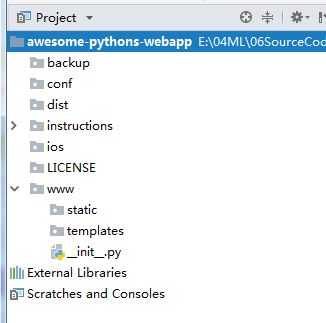 Project
awesome-pythons-webapp E:\04ML\06SourceCod
backup
conf
dist
instructions
ios
LICENSE
www
static
templates
__init__.py
External Libraries
Scratches and Consoles